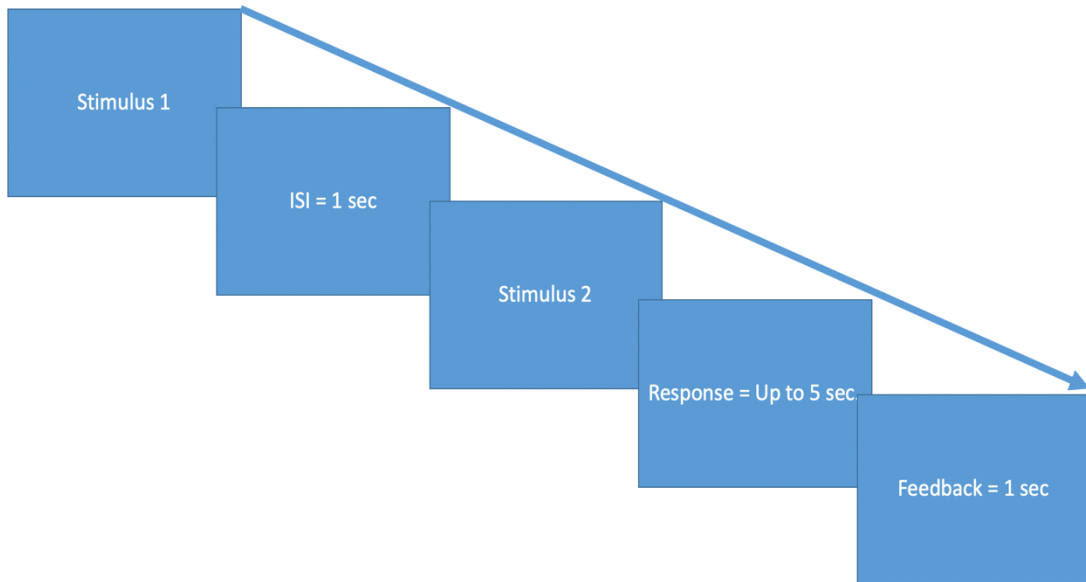 Stimulus 1
ISI = 1 sec
Stimulus 2
Response = Up to 5 sec.
Feedback = 1 sec